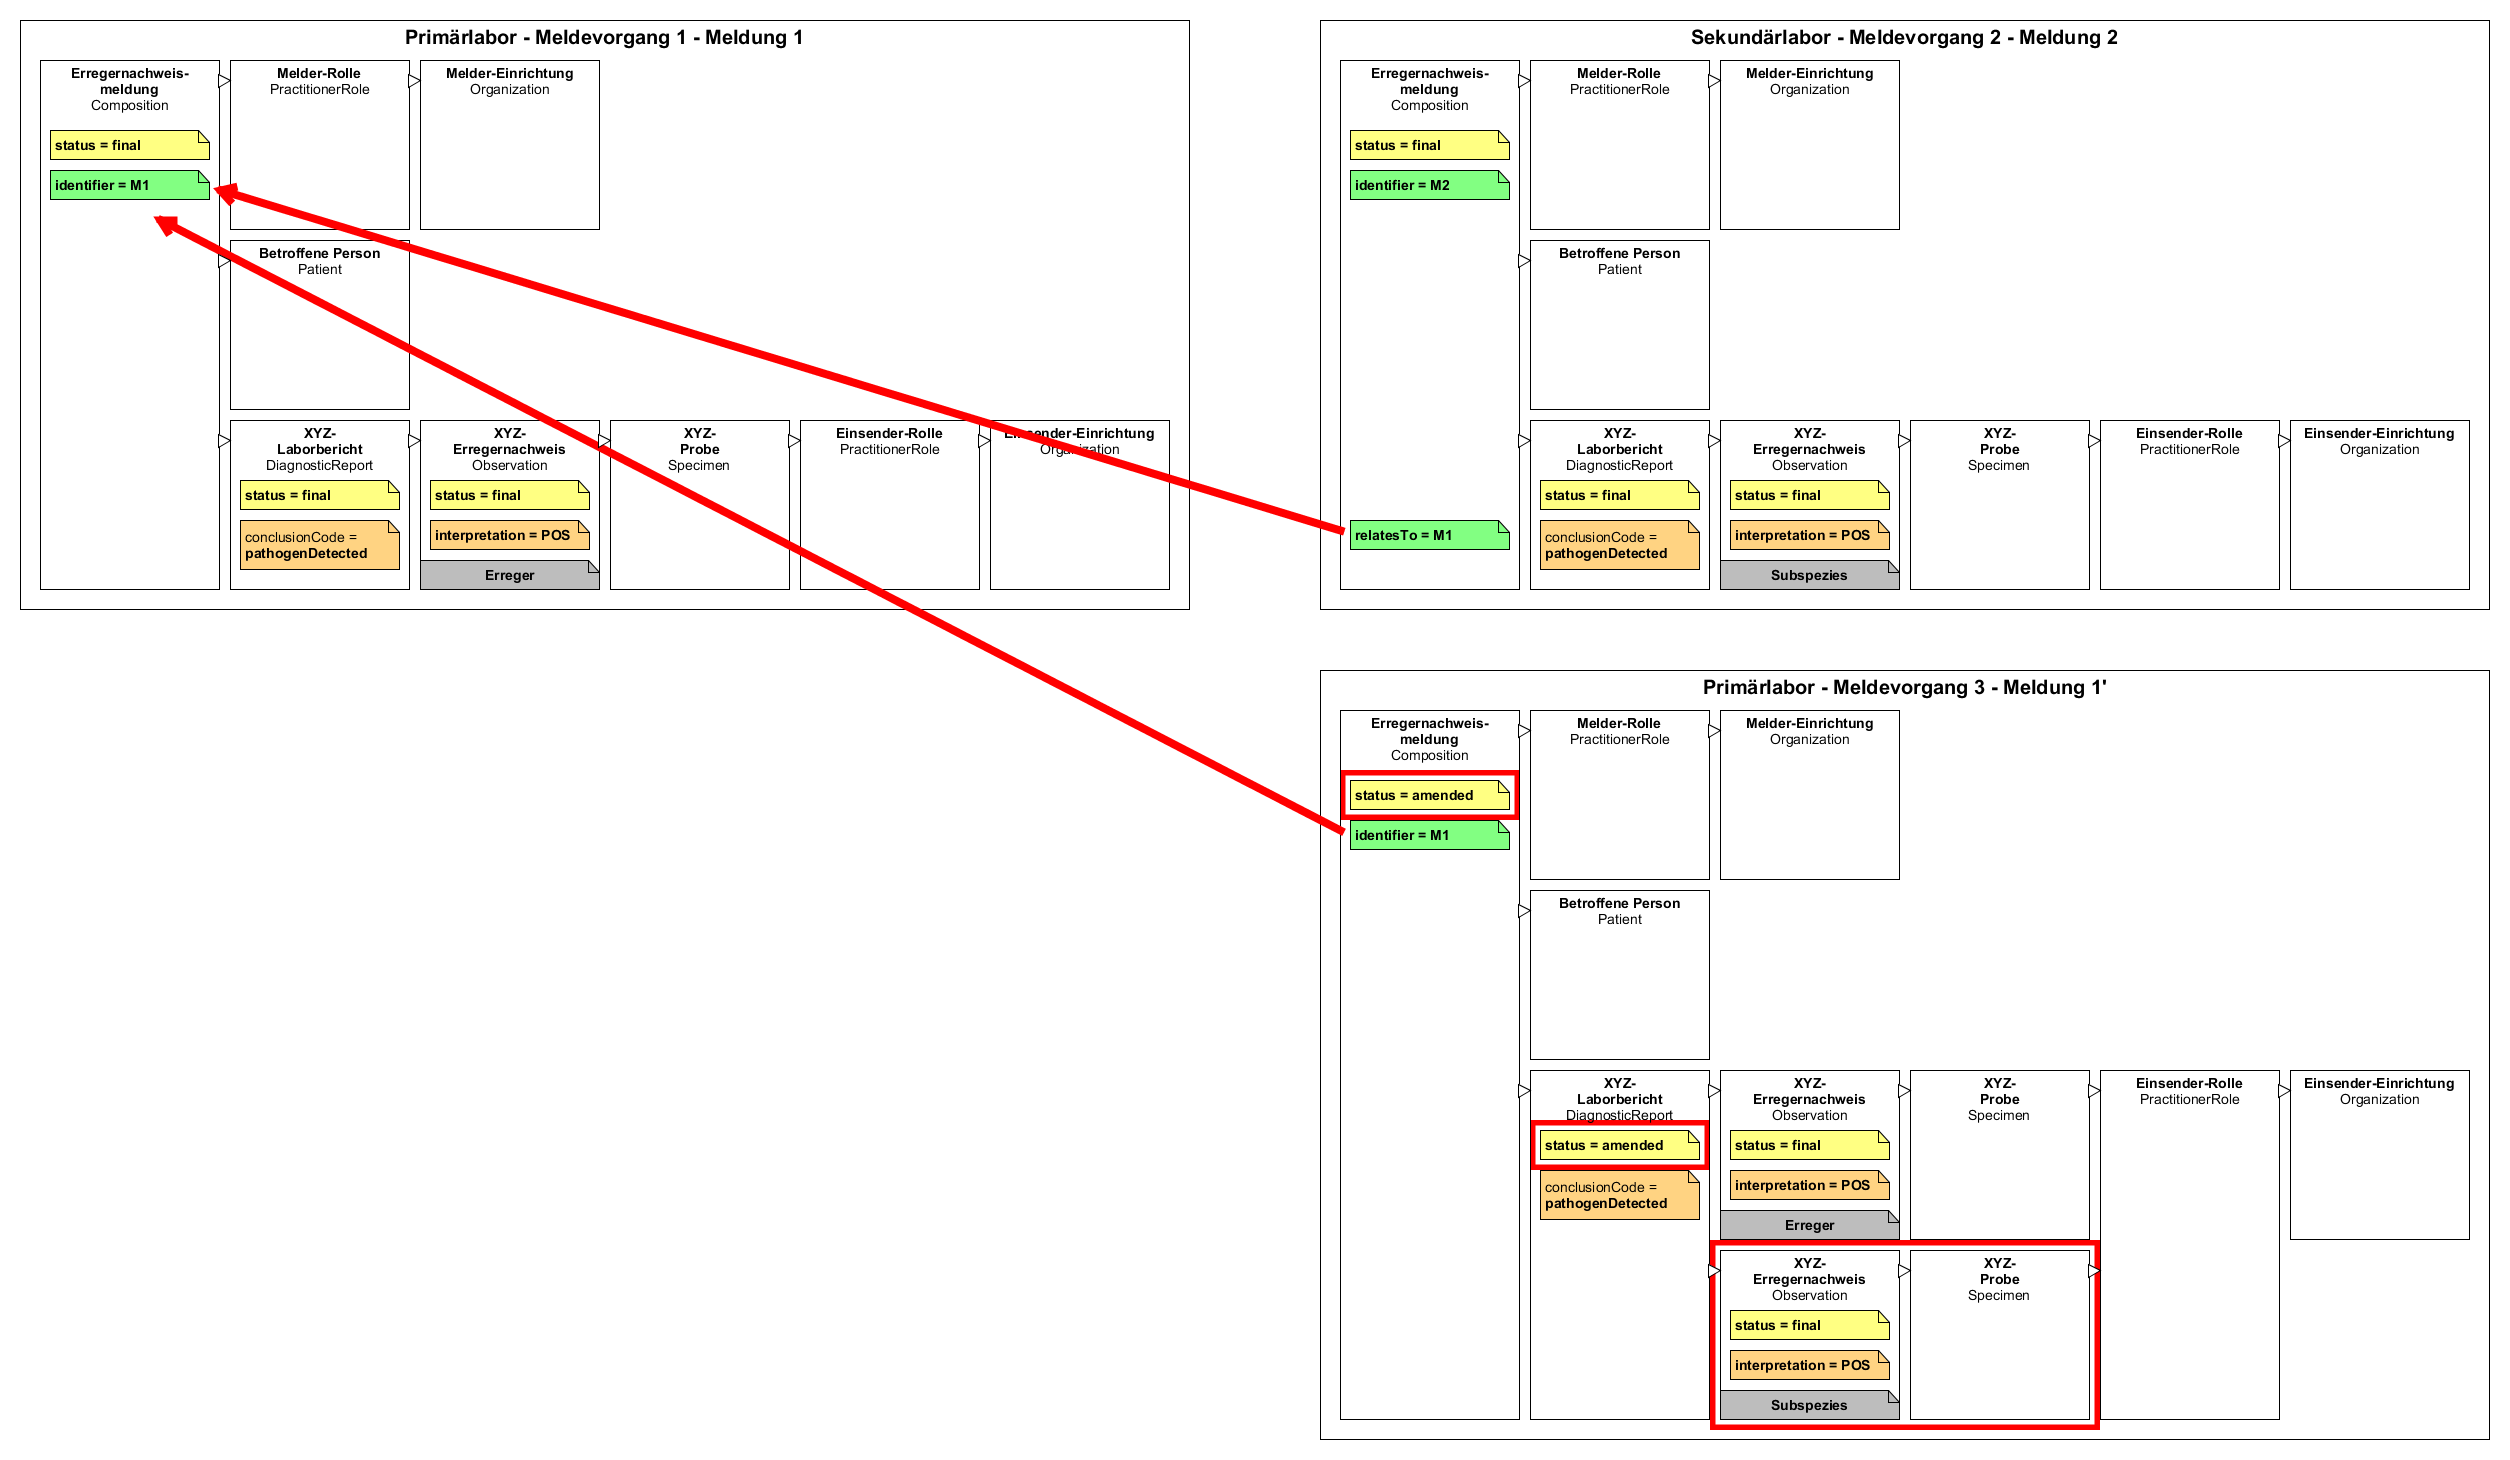 Primärlabor - Meldevorgang 1 - Meldung 1
Erregernachweis-
meldung
Composition
status = final
identifier = M1
Melder-Rolle
PractitionerRole
Melder-Einrichtung
Organization
Betroffene Person
Patient
XYZ-
Laborbericht
DiagnosticReport
status = final
conclusionCode =
pathogenDetected
XYZ-
Erregernachweis
Observation
status = final
interpretation = POS
Erreger
XYZ-
Probe
Specimen
Einsender-Rolle
PractitionerRole
Einsender-Einrichtung
Organization
Sekundärlabor - Meldevorgang 2 - Meldung 2
Erregernachweis-
meldung
Composition
status = final
identifier = M2
relatesTo = M1
Melder-Rolle
PractitionerRole
Melder-Einrichtung
Organization
Betroffene Person
Patient
XYZ-
Laborbericht
DiagnosticReport
status = final
conclusionCode =
pathogenDetected
XYZ-
Erregernachweis
Observation
status = final
interpretation = POS
Subspezies
XYZ-
Probe
Specimen
Einsender-Rolle
PractitionerRole
Einsender-Einrichtung
Organization
Primärlabor - Meldevorgang 3 - Meldung 1'
Erregernachweis-
meldung
Composition
status = amended
identifier = M1
Melder-Rolle
PractitionerRole
Melder-Einrichtung
Organization
Betroffene Person
Patient
XYZ-
Laborbericht
DiagnosticReport
status = amended
conclusionCode =
pathogenDetected
XYZ-
Erregernachweis
Observation
status = final
interpretation = POS
Erreger
XYZ-
Probe
Specimen
Einsender-Rolle
PractitionerRole
Einsender-Einrichtung
Organization
XYZ-
Erregernachweis
Observation
status = final
interpretation = POS
Subspezies
XYZ-
Probe
Specimen